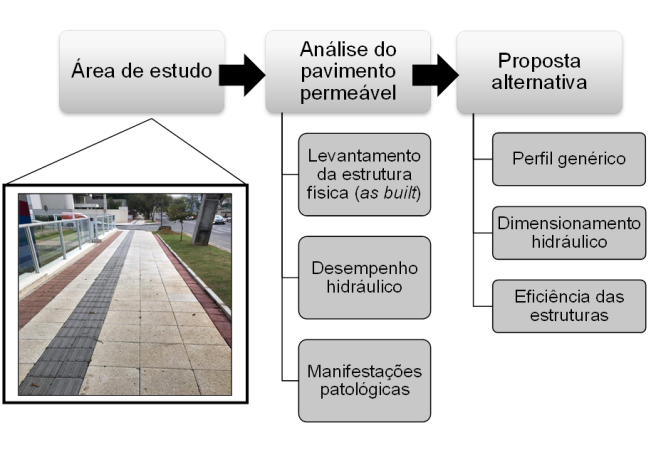 Área de estudo
Análise do
pavimento
permeável
Proposta
alternativa
Levantamento
da estrutura
física (as built)
Desempenho
hidráulico
Manifestações
patológicas
Perfil genérico
Dimensionamento
hidráulico
Eficiência das
estruturas